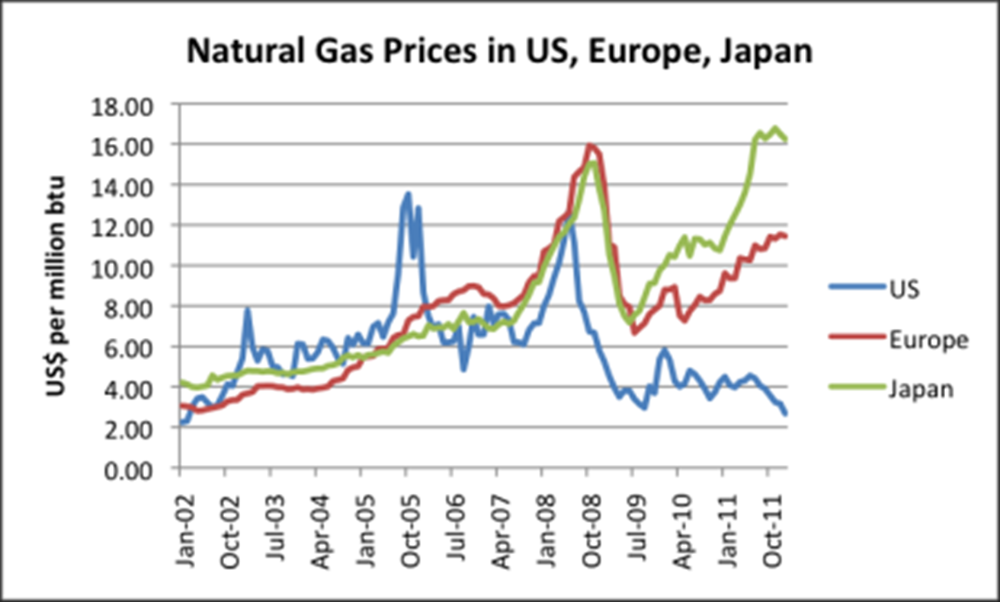 Natural Gas Prices in US, Europe, Japan
US$ per million btu
18.00
16.00
14.00
12.00
10.00
8.00
6.00
4.00
2.00
0.00
Jan-02
Oct-02
Jul-03
Apr-04
Jan-05
Oct-05
Jul-06
Apr-07
Jan-08
Oct-08
Jul-09
Apr-10
Jan-11
Oct-11
US
Europe
Japan